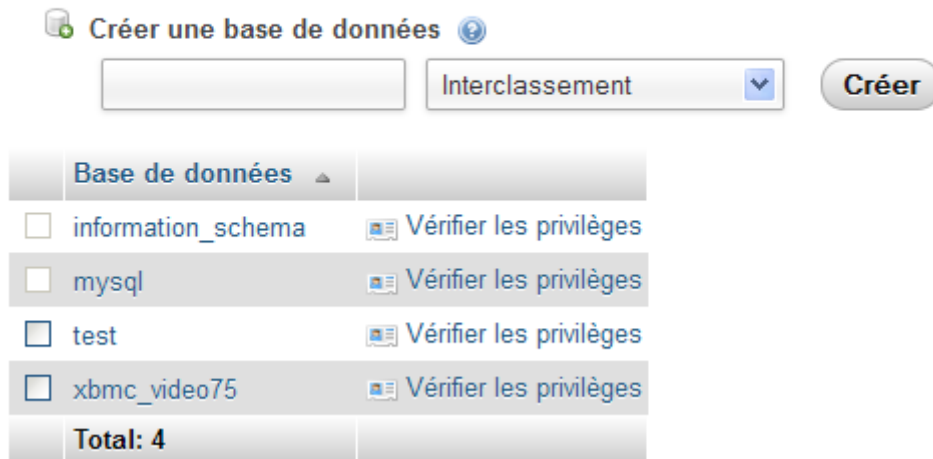 Créer une base de données
Interclassement Créer
Base de données
information_schema Vérifier les privilèges
mysql Vérifier les privilèges
test Vérifier les privilèges
xbmc_video75 Vérifier les privilèges
Total: 4